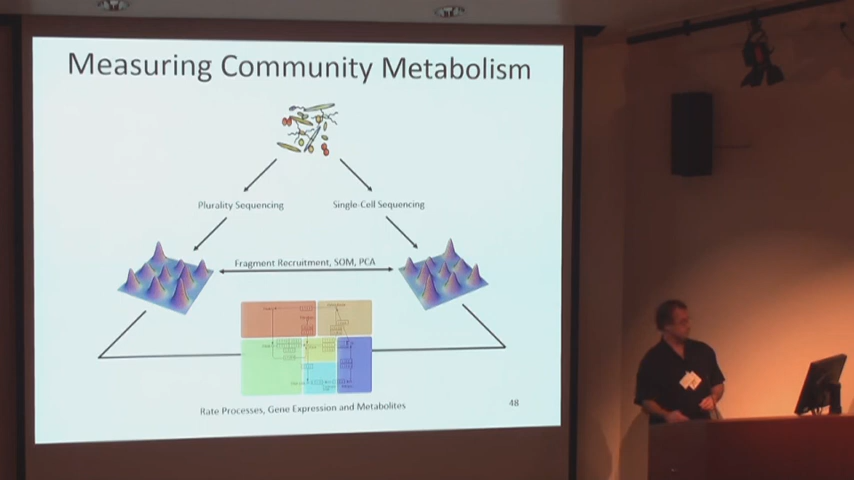 Measuring Community Metabolism
Plurality Sequencing
Single-Cell Sequencing
Fragment Recruitment, SOM, PCA
Rate Processes, Gene Expression and Metabolites
48